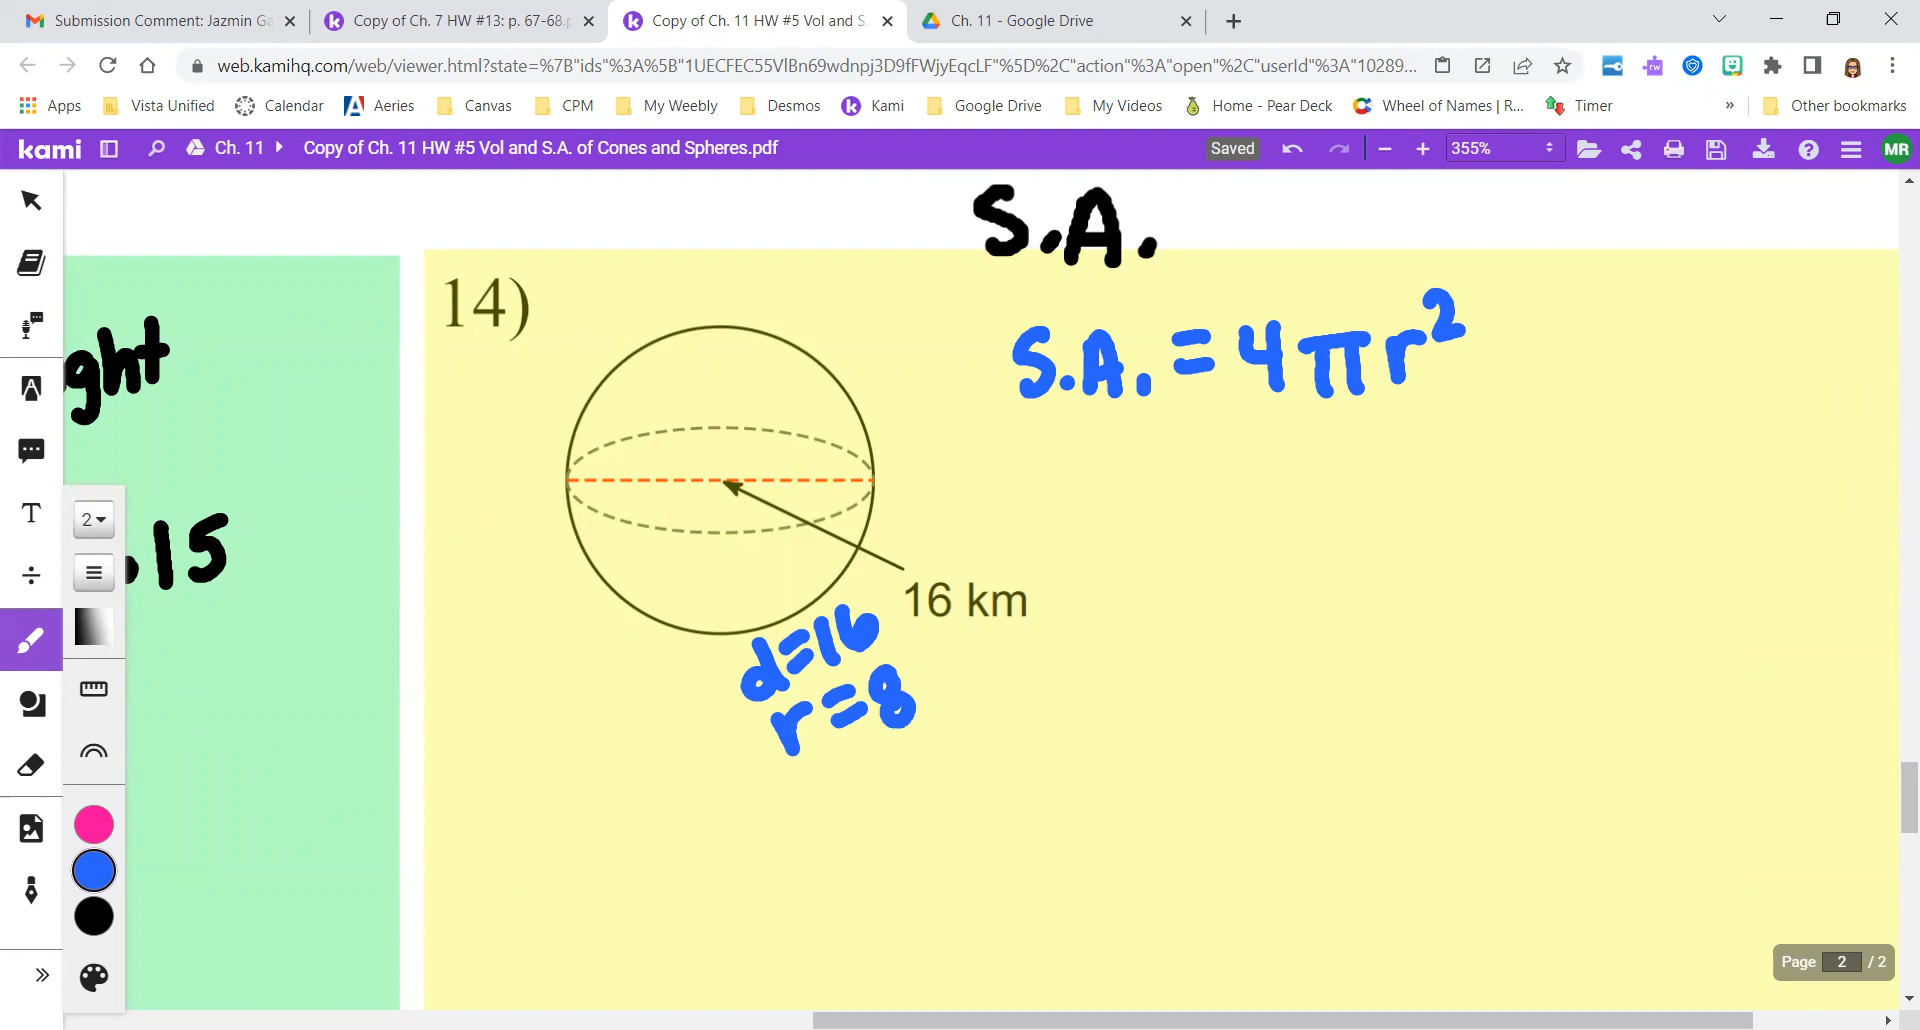 Submission Comment: Jazmin Ga
Copy of Ch. 7 HW #13: p. 67-68.p
Copy of Ch. 11 HW #5 Vol and S.
Ch. 11 - Google Drive
web.kamihq.com/web/viewer.html?state=%7B"ids"%3A%5B"1UECFEC55VlBn69wdnpj3D9fFWjyEqcLF"%5D%2C"action"%3A"open"%2C"userId"%3A"10289...
Apps Vista Unified Calendar Aeries Canvas CPM My Weebly Desmos Kami Google Drive My Videos Home - Pear Deck Wheel of Names | R... Timer » Other bookmarks
kami Ch. 11 Copy of Ch. 11 HW #5 Vol and S.A. of Cones and Spheres.pdf Saved 355% MR
S.A.
14)
S.A. = 4πr²
ght
.15
2
16 km
d=16
r=8
Page 2 / 2